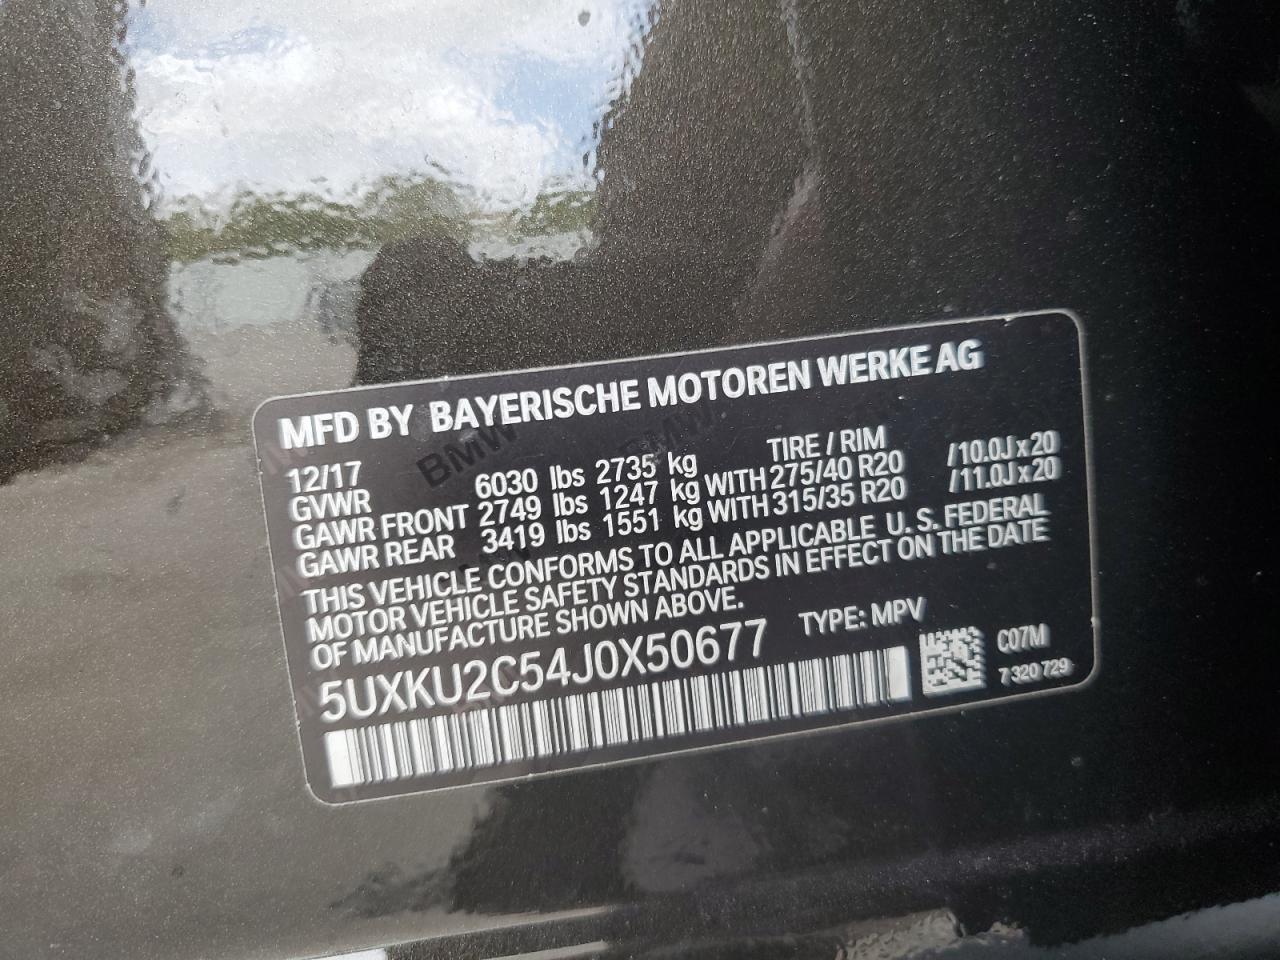 MFD BY BAYERISCHE MOTOREN WERKE AG
12/17 TIRE / RIM
GVWR 6030 lbs 2735 kg
GAWR FRONT 2749 lbs 1247 kg WITH 275/40 R20 /10.0J x 20
GAWR REAR 3419 lbs 1551 kg WITH 315/35 R20 /11.0J x 20
THIS VEHICLE CONFORMS TO ALL APPLICABLE U. S. FEDERAL
MOTOR VEHICLE SAFETY STANDARDS IN EFFECT ON THE DATE
OF MANUFACTURE SHOWN ABOVE.
5UXKU2C54J0X50677 TYPE: MPV
C07M
7 320 729
BMW
BMW